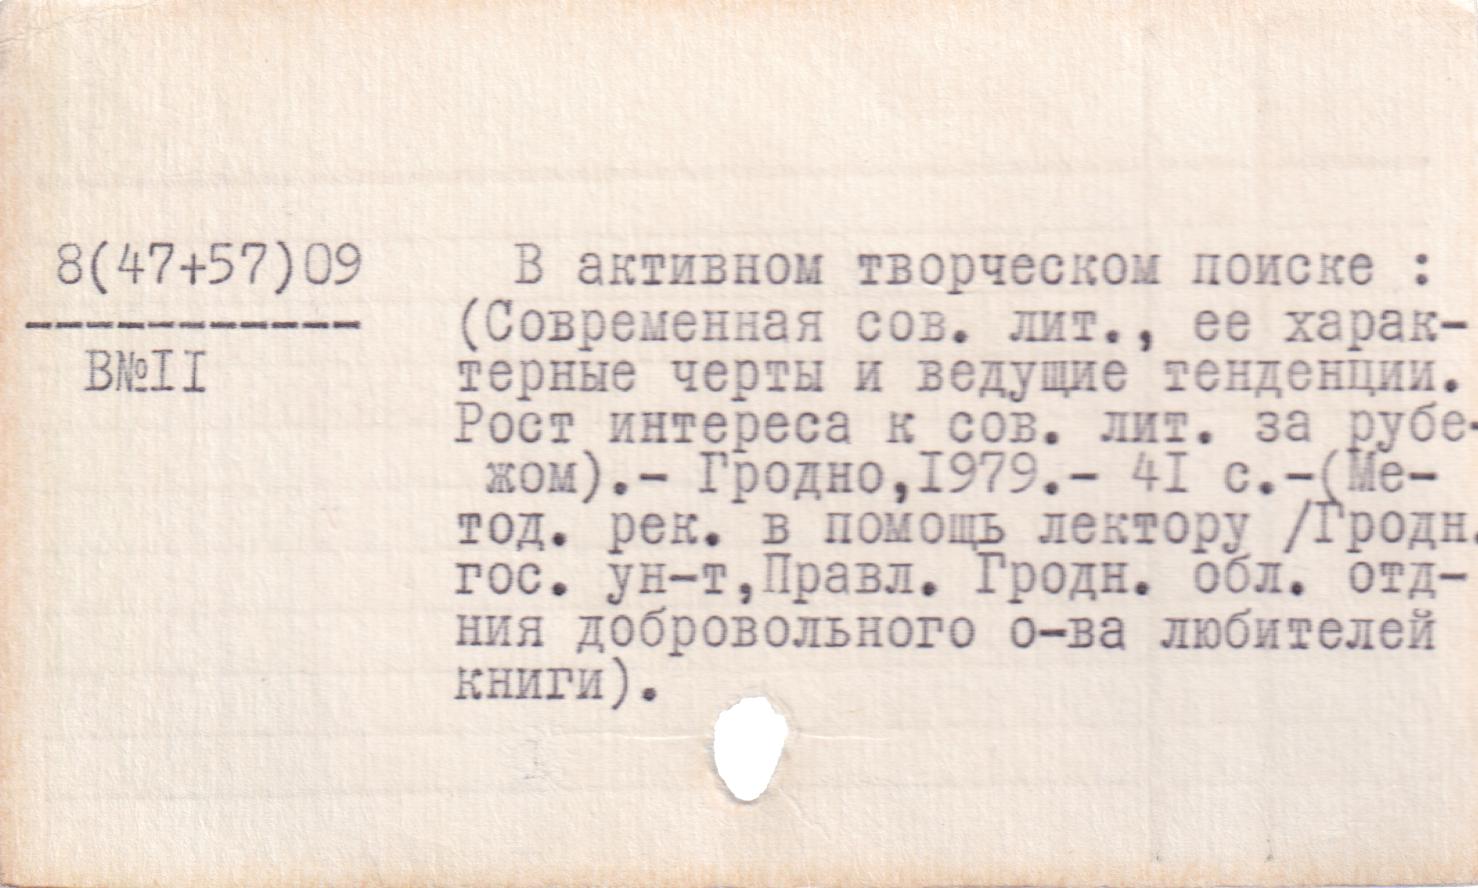 8(47+57)09
-----------
В№II
В активном творческом поиске :
(Современная сов. лит., ее харак-
терные черты и ведущие тенденции.
Рост интереса к сов. лит. за рубе-
жом).- Гродно,I979.- 4I с.-(Ме-
тод. рек. в помощь лектору /Гродн.
гос. ун-т,Правл. Гродн. обл. отд-
ния добровольного о-ва любителей
книги).